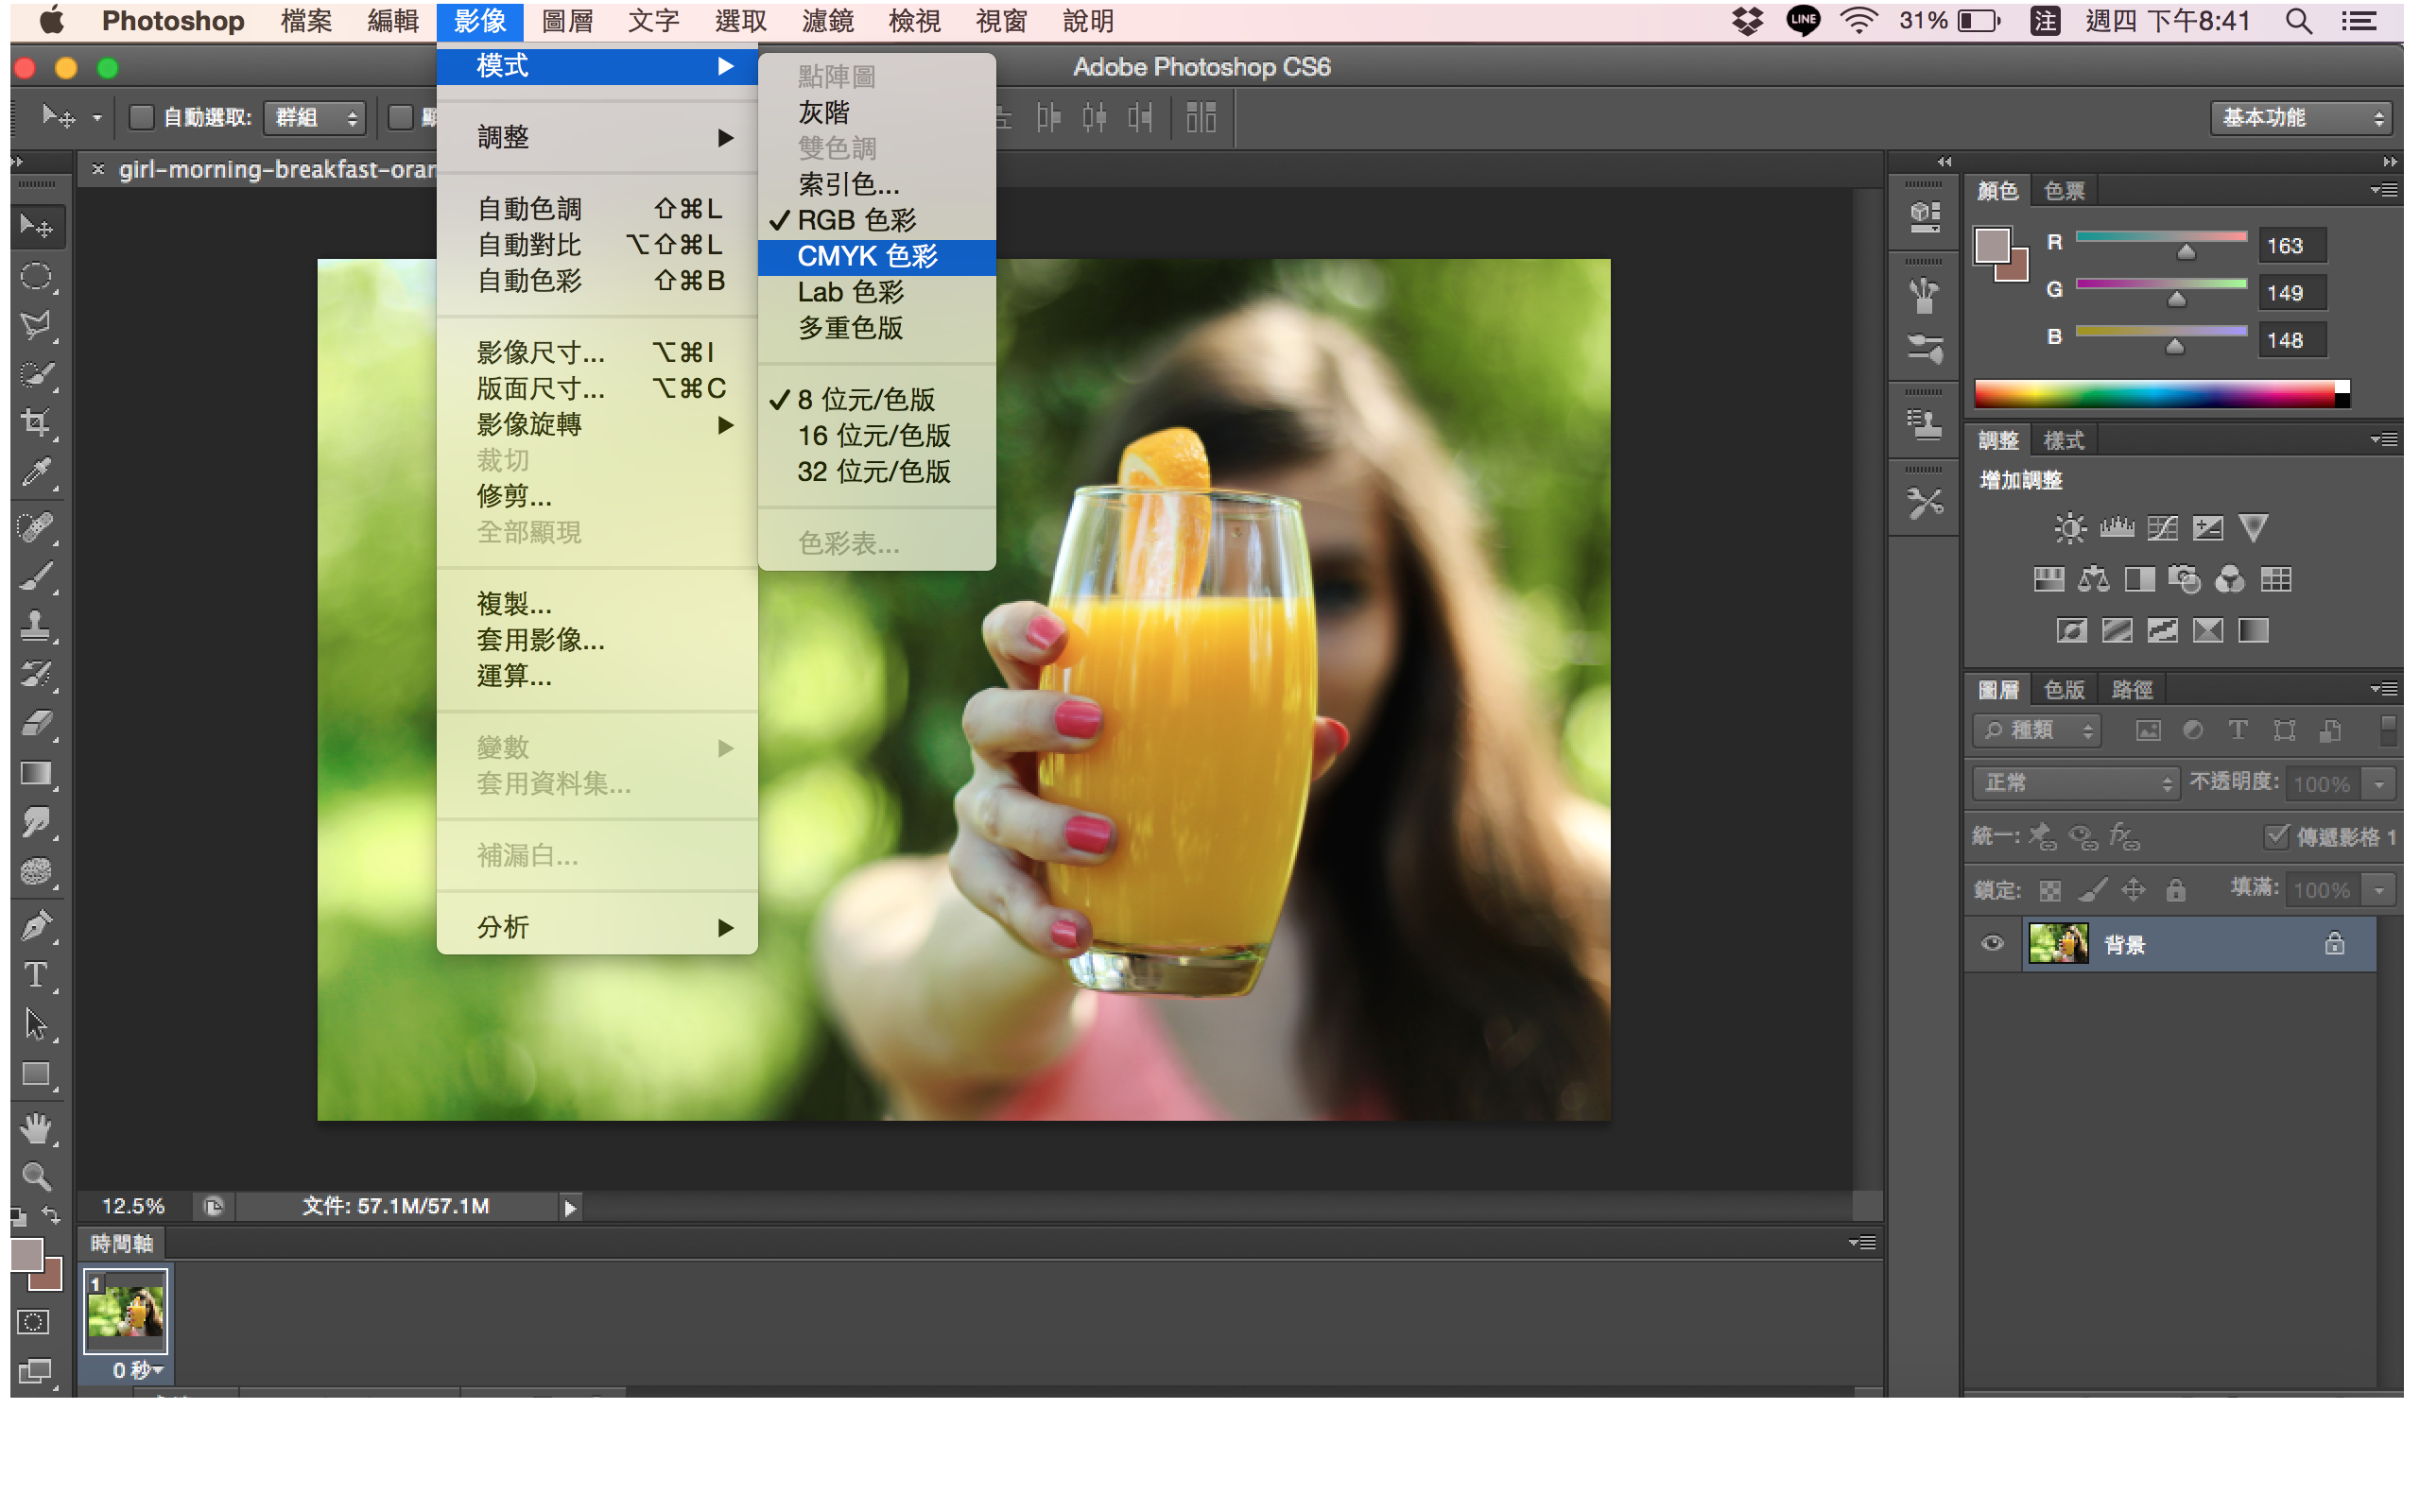 Photoshop 檔案 編輯 影像 圖層 文字 選取 濾鏡 檢視 視窗 說明 LINE 31% 注 週四 下午8:41
Adobe Photoshop CS6
自動選取: 群組 基本功能
girl-morning-breakfast-oran
模式
調整
自動色調 ⇧⌘L
自動對比 ⌥⇧⌘L
自動色彩 ⇧⌘B
影像尺寸... ⌥⌘I
版面尺寸... ⌥⌘C
影像旋轉
裁切
修剪...
全部顯現
複製...
套用影像...
運算...
變數
套用資料集...
補漏白...
分析
點陣圖
灰階
雙色調
索引色...
✓ RGB 色彩
CMYK 色彩
Lab 色彩
多重色版
✓ 8 位元/色版
16 位元/色版
32 位元/色版
色彩表...
顏色 色票
R 163
G 149
B 148
調整 樣式
增加調整
圖層 色版 路徑
種類
正常 不透明度: 100%
統一: 傳遞影格 1
鎖定: 填滿: 100%
背景
12.5% 文件: 57.1M/57.1M
時間軸
1
0 秒